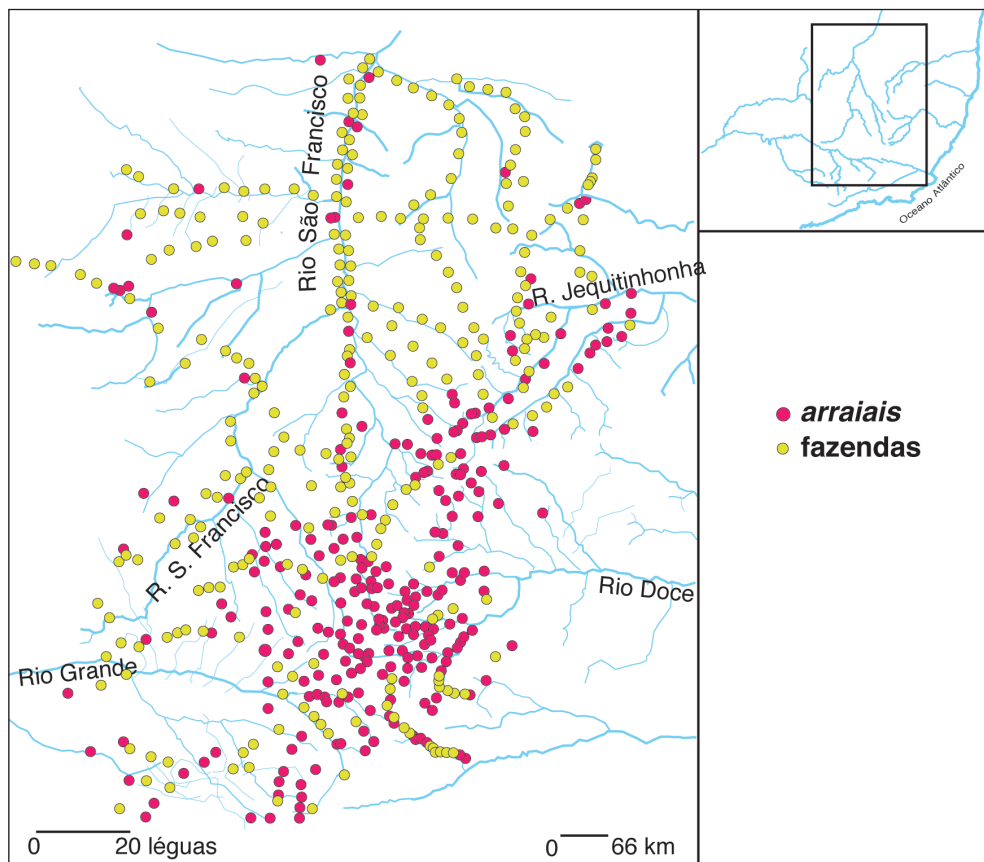 Rio São Francisco
Oceano Atlântico
R. Jequitinhonha
arraiais
fazendas
R. S. Francisco
Rio Doce
Rio Grande
0 20 léguas
0 66 km